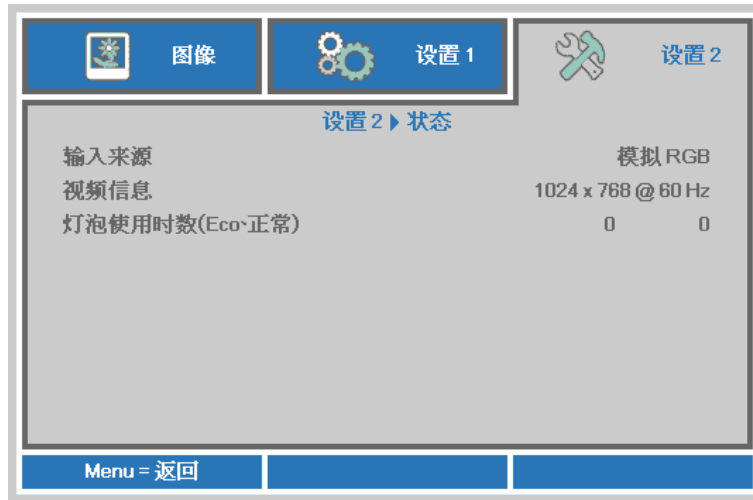 图像 设置 1 设置 2
设置 2 状态
输入来源 模拟 RGB
视频信息 1024 x 768 @ 60 Hz
灯泡使用时数(Eco、正常) 0 0
Menu = 返回